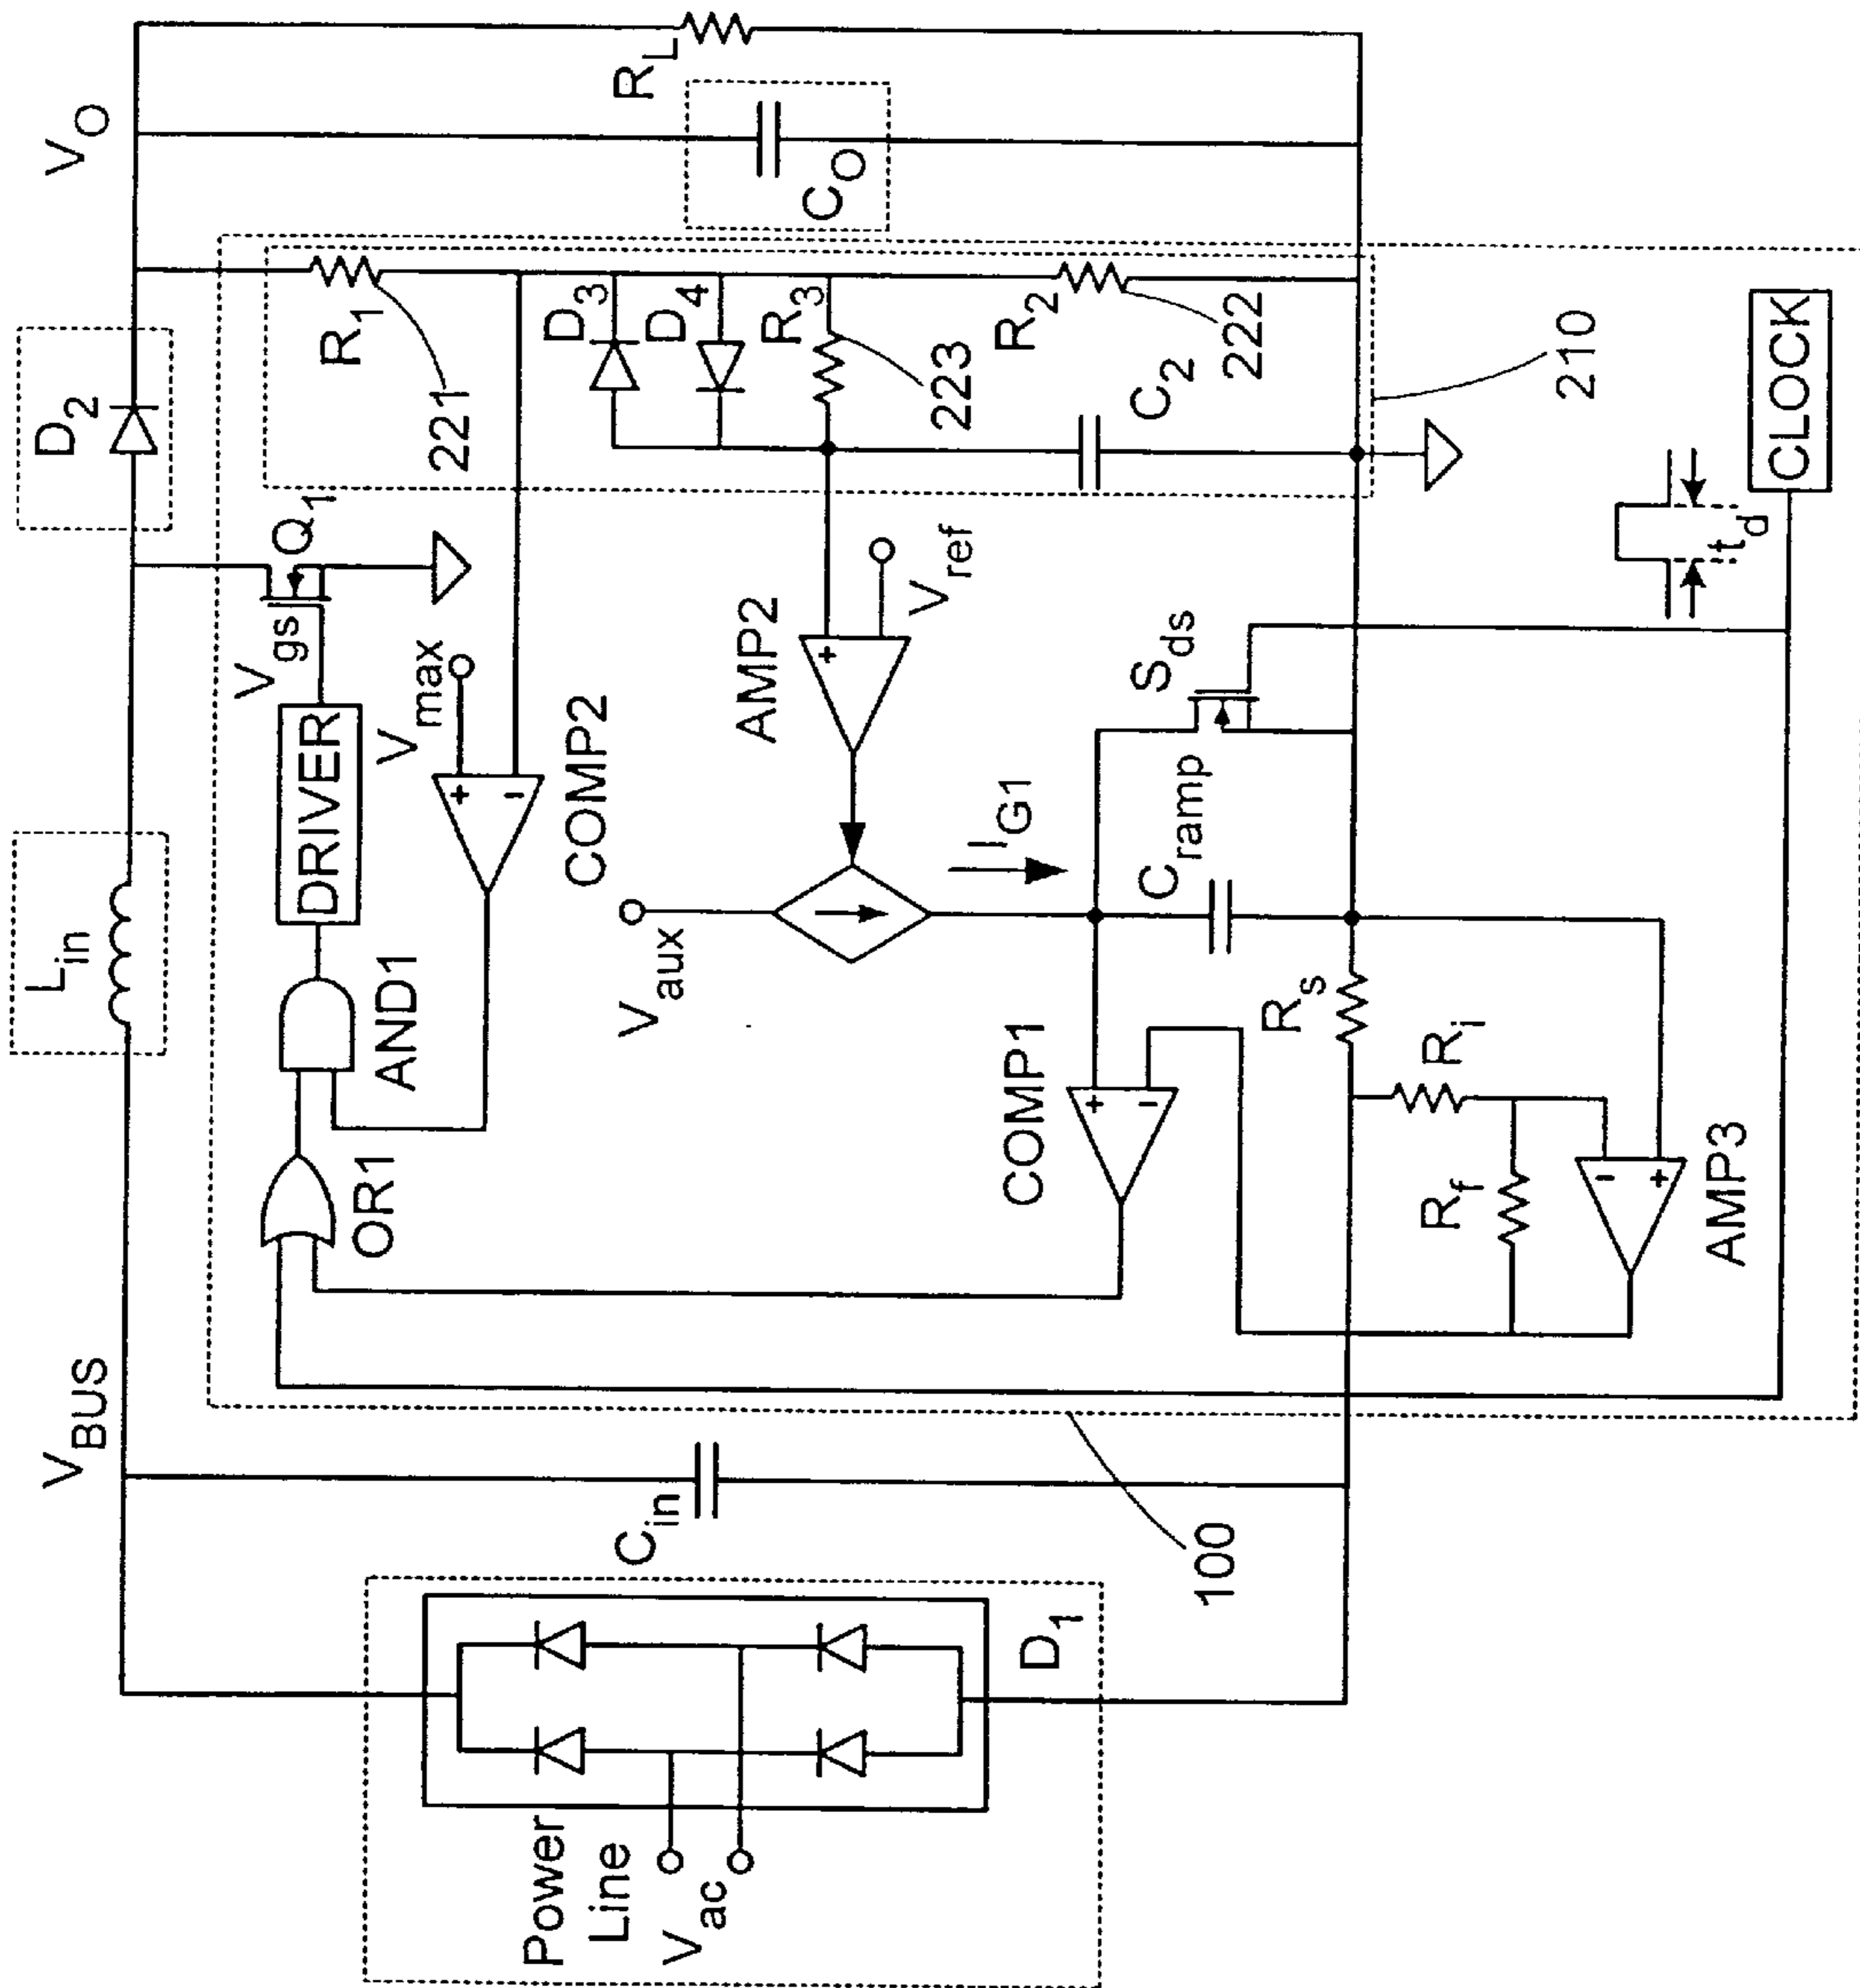 Power
Line
V_ac
D_1
V_BUS
C_in
L_in
D_2
V_O
R_L
C_O
100
OR1
AND1
DRIVER
V_gs
Q_1
V_max
COMP2
R_1
221
D_3
D_4
R_3
223
R_2
222
C_2
210
AMP2
+
V_ref
V_aux
I_G1
C_ramp
S_ds
COMP1
+
-
+
-
R_s
R_i
R_f
AMP3
-
+
t_d
CLOCK